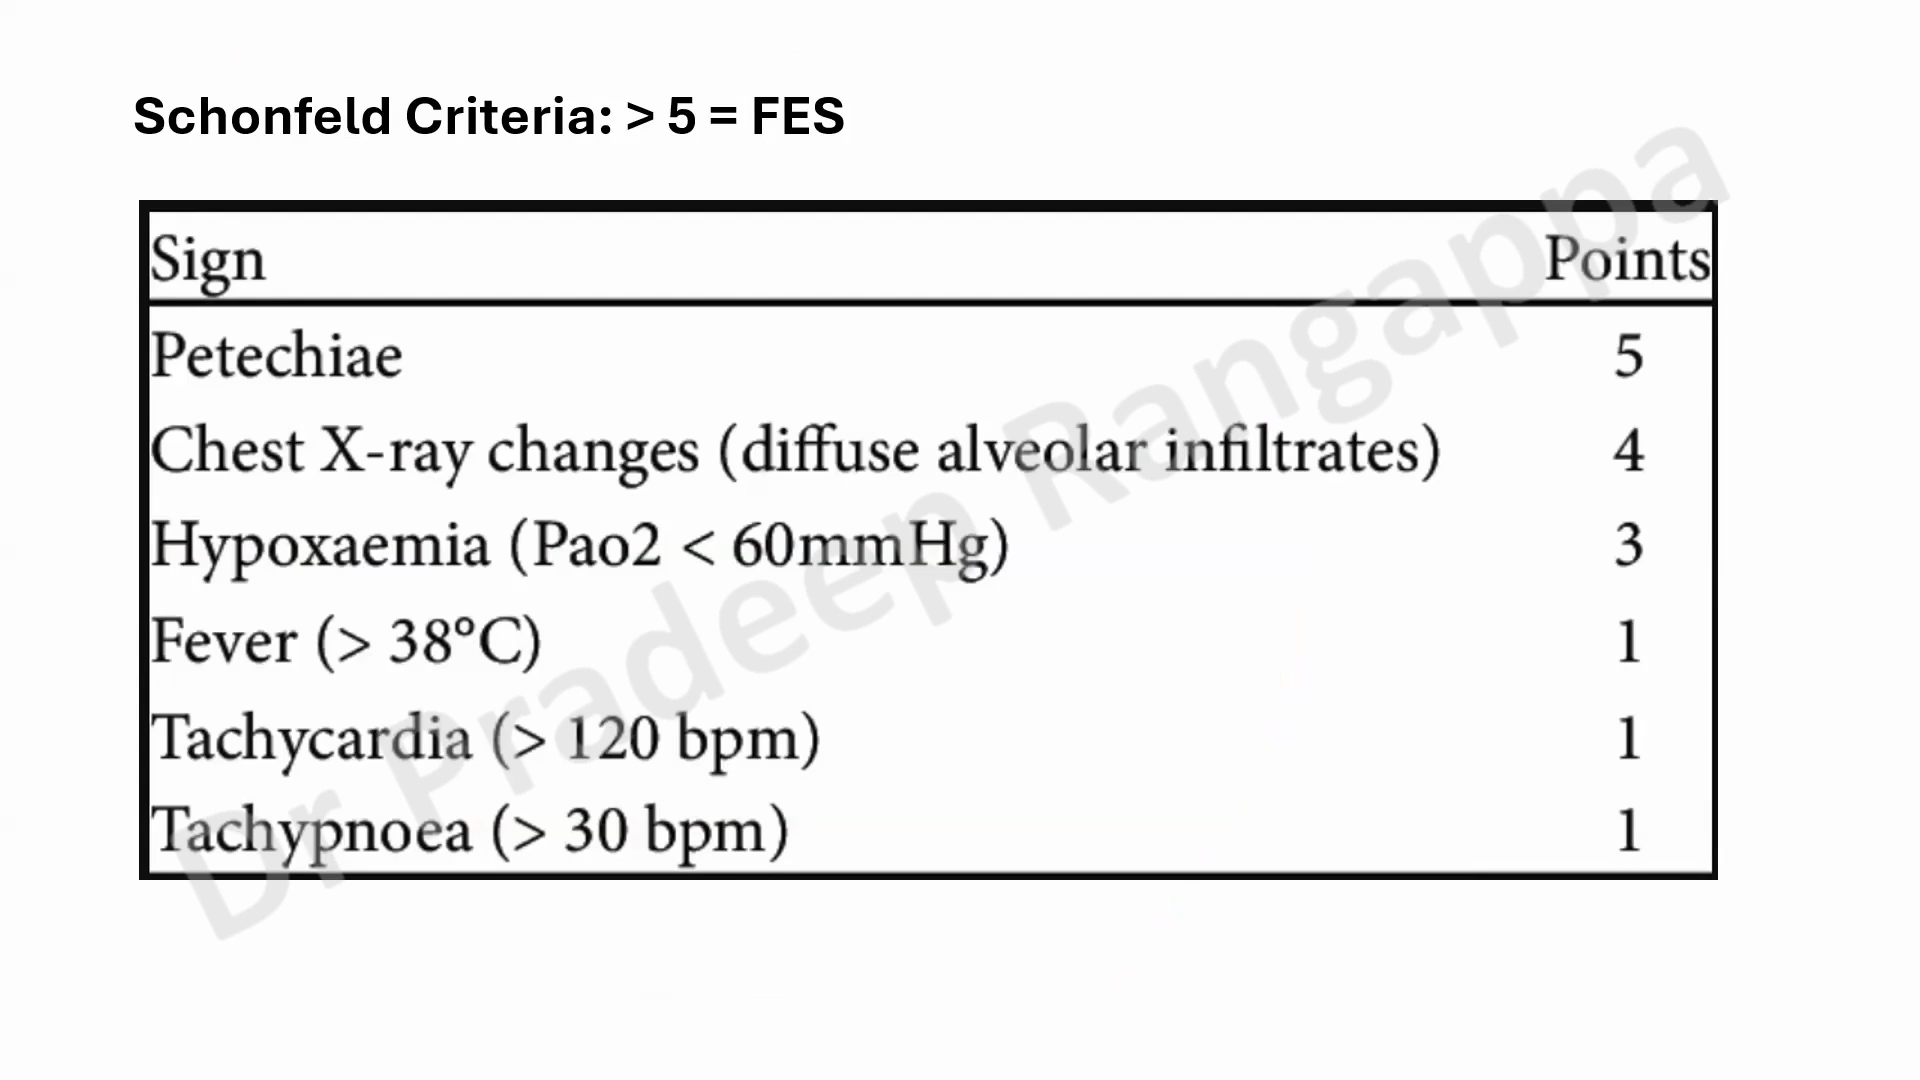 Schonfeld Criteria: > 5 = FES
Sign Points
Petechiae 5
Chest X-ray changes (diffuse alveolar infiltrates) 4
Hypoxaemia (Pao2 < 60mmHg) 3
Fever (> 38°C) 1
Tachycardia (> 120 bpm) 1
Tachypnoea (> 30 bpm) 1
Dr Pradeep Rangappa